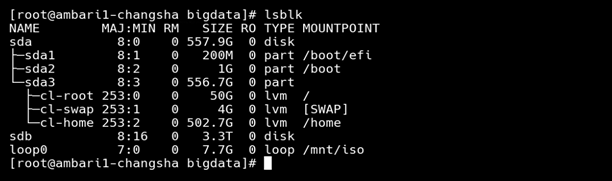 [root@ambari1-changsha bigdata]# lsblk
NAME        MAJ:MIN RM   SIZE RO TYPE MOUNTPOINT
sda           8:0    0 557.9G  0 disk
├─sda1        8:1    0   200M  0 part /boot/efi
├─sda2        8:2    0     1G  0 part /boot
└─sda3        8:3    0 556.7G  0 part
  ├─cl-root 253:0    0    50G  0 lvm  /
  ├─cl-swap 253:1    0     4G  0 lvm  [SWAP]
  └─cl-home 253:2    0 502.7G  0 lvm  /home
sdb           8:16   0   3.3T  0 disk
loop0         7:0    0   7.7G  0 loop /mnt/iso
[root@ambari1-changsha bigdata]#